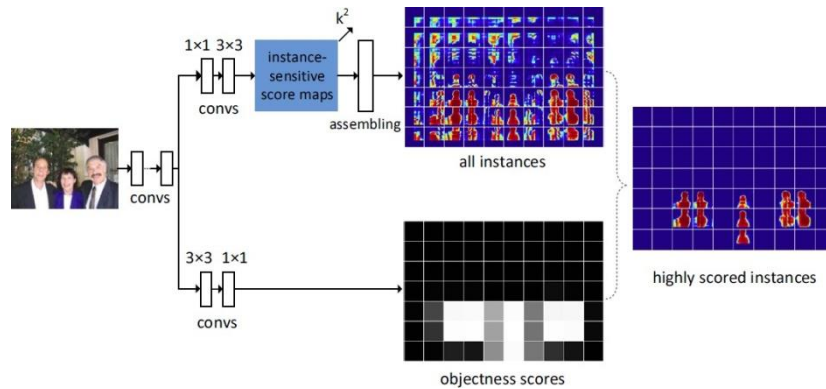 k²
1×1 3×3
instance-
sensitive
score maps
convs
assembling
all instances
convs
3×3 1×1
convs
highly scored instances
objectness scores